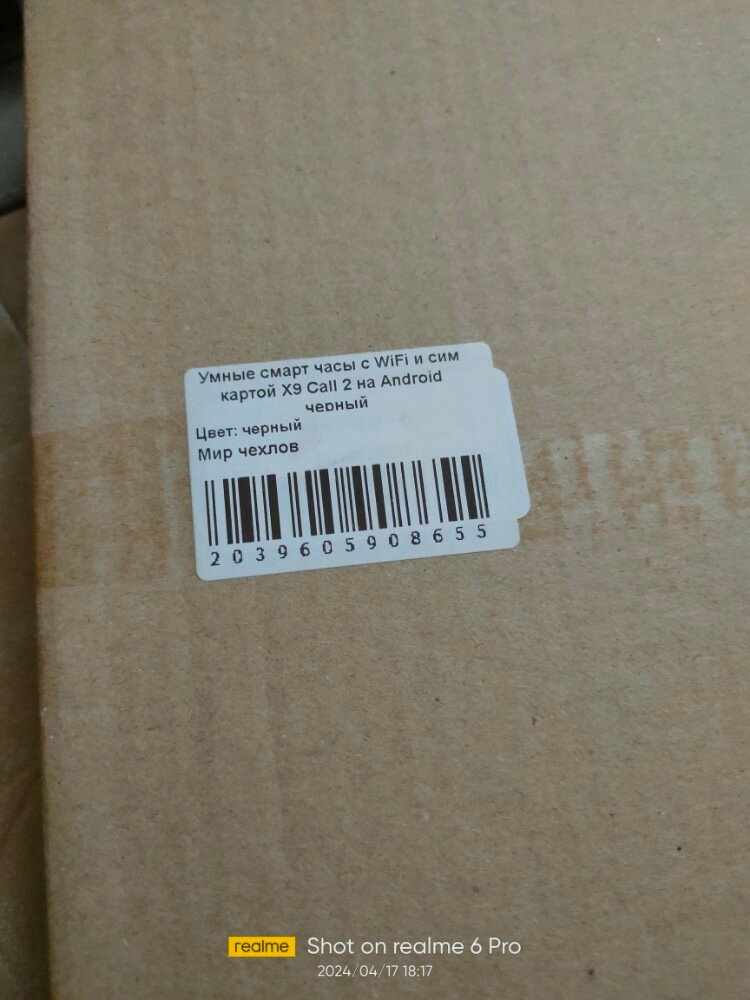 Умные смарт часы с WiFi и сим
картой X9 Call 2 на Android
черный
Цвет: черный
Мир чехлов
2039605908655
realme Shot on realme 6 Pro
2024/04/17 18:17